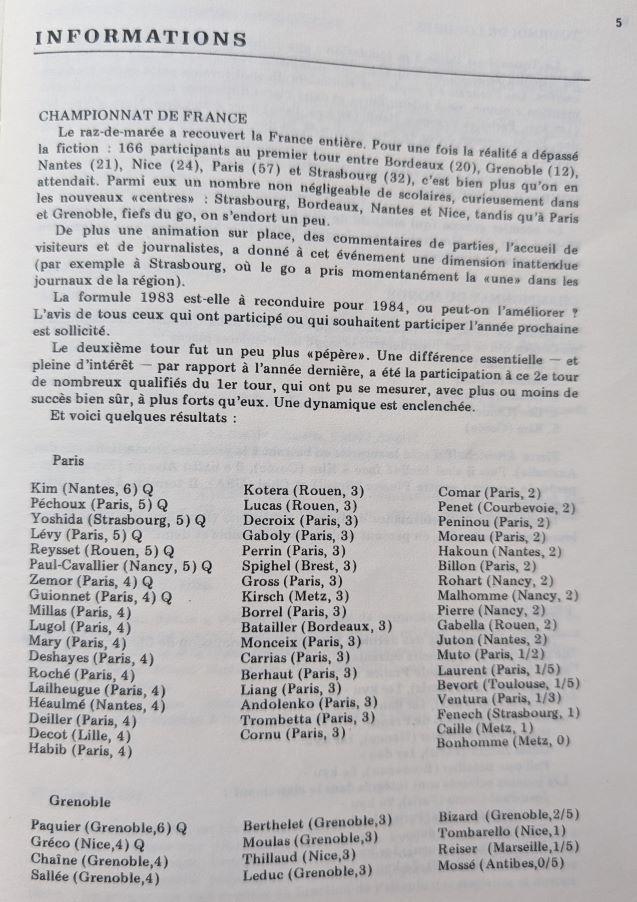 5
INFORMATIONS
CHAMPIONNAT DE FRANCE
Le raz-de-marée a recouvert la France entière. Pour une fois la réalité a dépassé
la fiction : 166 participants au premier tour entre Bordeaux (20), Grenoble (12),
Nantes (21), Nice (24), Paris (57) et Strasbourg (32), c'est bien plus qu'on en
attendait. Parmi eux un nombre non négligeable de scolaires, curieusement dans
les nouveaux «centres» : Strasbourg, Bordeaux, Nantes et Nice, tandis qu'à Paris
et Grenoble, fiefs du go, on s'endort un peu.
De plus une animation sur place, des commentaires de parties, l'accueil de
visiteurs et de journalistes, a donné à cet événement une dimension inattendue
(par exemple à Strasbourg, où le go a pris momentanément la «une» dans les
journaux de la région).
La formule 1983 est-elle à reconduire pour 1984, ou peut-on l'améliorer ?
L'avis de tous ceux qui ont participé ou qui souhaitent participer l'année prochaine
est sollicité.
Le deuxième tour fut un peu plus «pépère». Une différence essentielle — et
pleine d'intérêt — par rapport à l'année dernière, a été la participation à ce 2e tour
de nombreux qualifiés du 1er tour, qui ont pu se mesurer, avec plus ou moins de
succès bien sûr, à plus forts qu'eux. Une dynamique est enclenchée.
Et voici quelques résultats :
Paris
Kim (Nantes, 6) Q
Péchoux (Paris, 5) Q
Yoshida (Strasbourg, 5) Q
Lévy (Paris, 5) Q
Reysset (Rouen, 5) Q
Paul-Cavallier (Nancy, 5) Q
Zemor (Paris, 4) Q
Guionnet (Paris, 4) Q
Millas (Paris, 4)
Lugol (Paris, 4)
Mary (Paris, 4)
Deshayes (Paris, 4)
Roché (Paris, 4)
Lailheugue (Paris, 4)
Héaulmé (Nantes, 4)
Deiller (Paris, 4)
Decot (Lille, 4)
Habib (Paris, 4)
Kotera (Rouen, 3)
Lucas (Rouen, 3)
Decroix (Paris, 3)
Gaboly (Paris, 3)
Perrin (Paris, 3)
Spighel (Brest, 3)
Gross (Paris, 3)
Kirsch (Metz, 3)
Borrel (Paris, 3)
Batailler (Bordeaux, 3)
Monceix (Paris, 3)
Carrias (Paris, 3)
Berhaut (Paris, 3)
Liang (Paris, 3)
Andolenko (Paris, 3)
Trombetta (Paris, 3)
Cornu (Paris, 3)
Comar (Paris, 2)
Penet (Courbevoie, 2)
Peninou (Paris, 2)
Moreau (Paris, 2)
Hakoun (Nantes, 2)
Billon (Paris, 2)
Rohart (Nancy, 2)
Malhomme (Nancy, 2)
Pierre (Nancy, 2)
Gabella (Rouen, 2)
Juton (Nantes, 2)
Muto (Paris, 1/2)
Laurent (Paris, 1/5)
Bevort (Toulouse, 1/5)
Ventura (Paris, 1/3)
Fenech (Strasbourg, 1)
Caille (Metz, 1)
Bonhomme (Metz, 0)
Grenoble
Paquier (Grenoble,6) Q
Gréco (Nice,4) Q
Chaîne (Grenoble,4)
Sallée (Grenoble,4)
Berthelet (Grenoble,3)
Moulas (Grenoble,3)
Thillaud (Nice,3)
Leduc (Grenoble,3)
Bizard (Grenoble,2/5)
Tombarello (Nice,1)
Reiser (Marseille,1/5)
Mossé (Antibes,0/5)